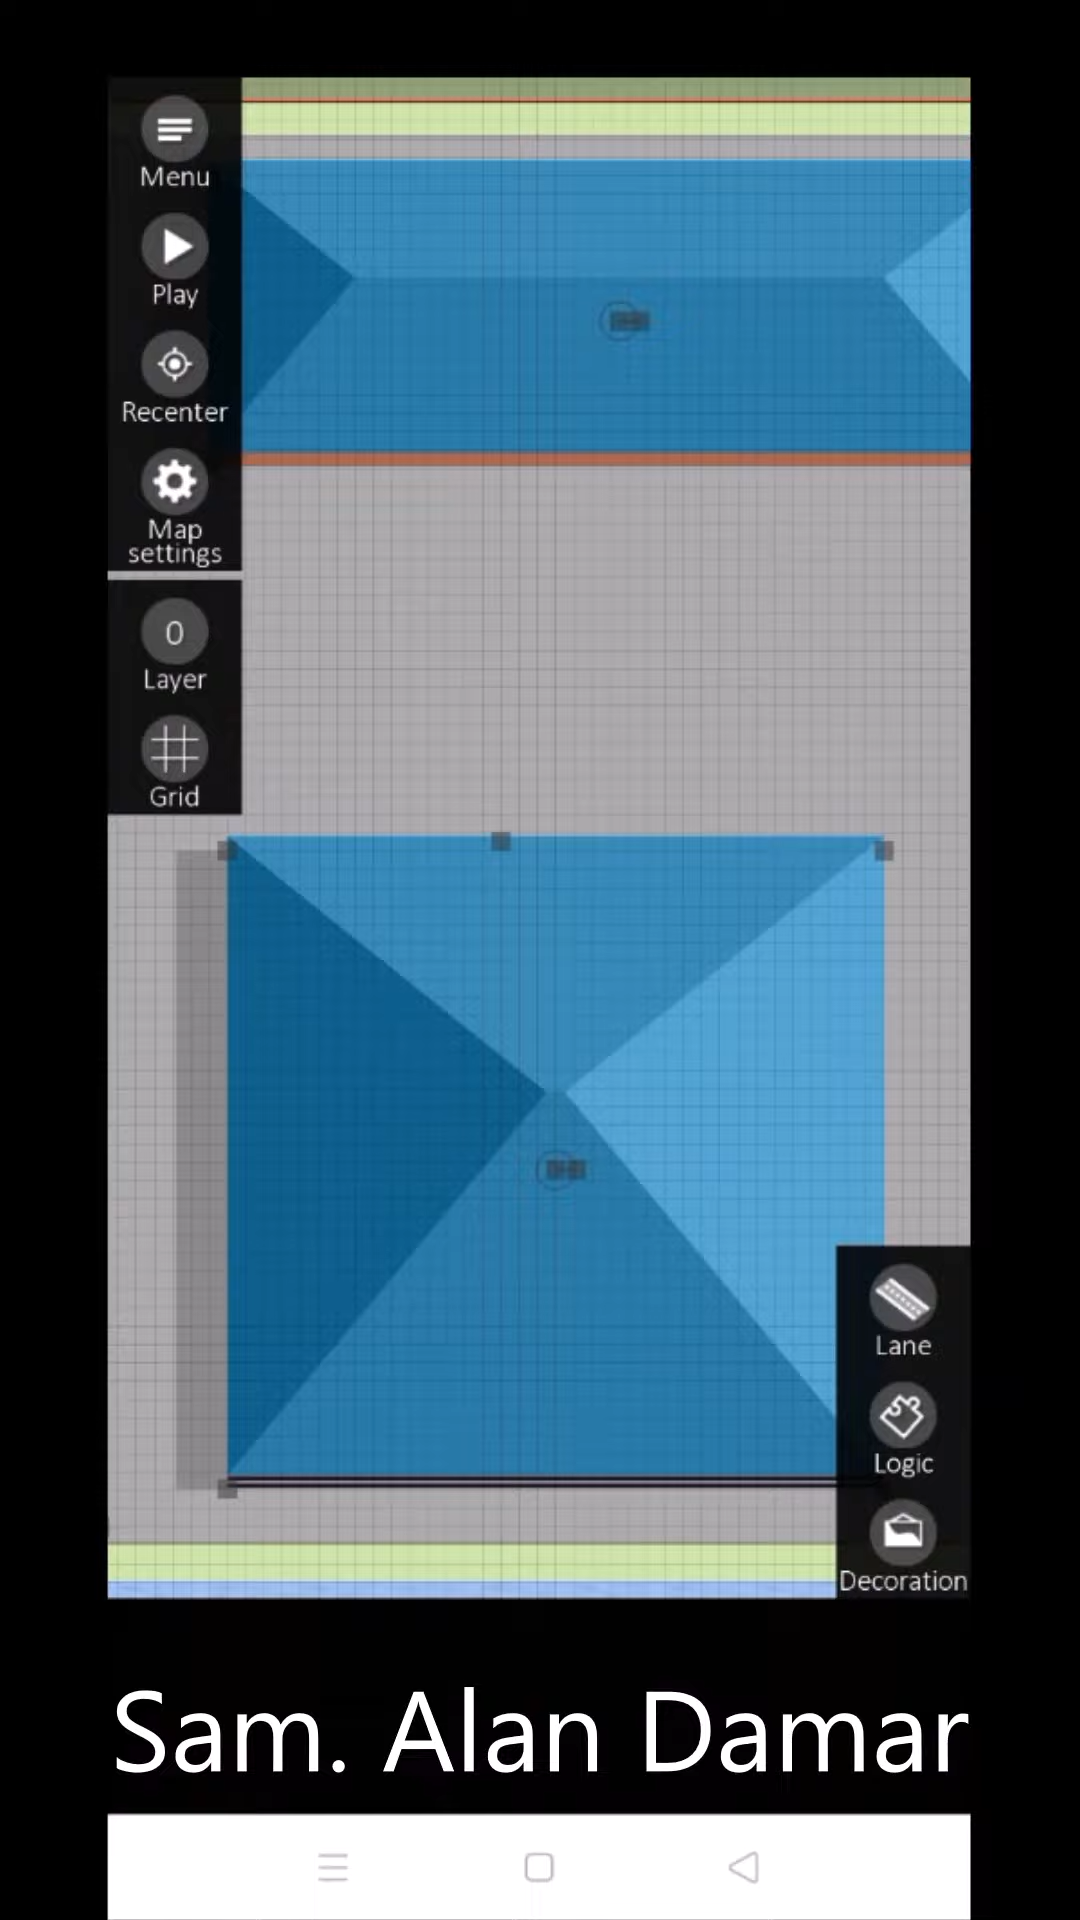 Menu
Play
Recenter
Map
settings
0
Layer
Grid
Lane
Logic
Decoration
Sam. Alan Damar